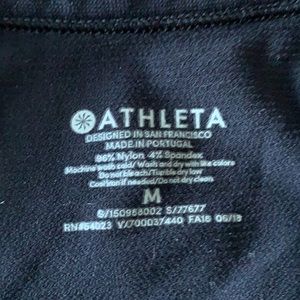 ATHLETA
DESIGNED IN SAN FRANCISCO
MADE IN PORTUGAL
96% Nylon 4% Spandex
Machine wash cold/ Wash and dry with like colors
Do not bleach/Tumble dry low
Cool iron if needed/Do not dry clean
M
S/77677
RN#54023 V/700037440 FA18 06/18